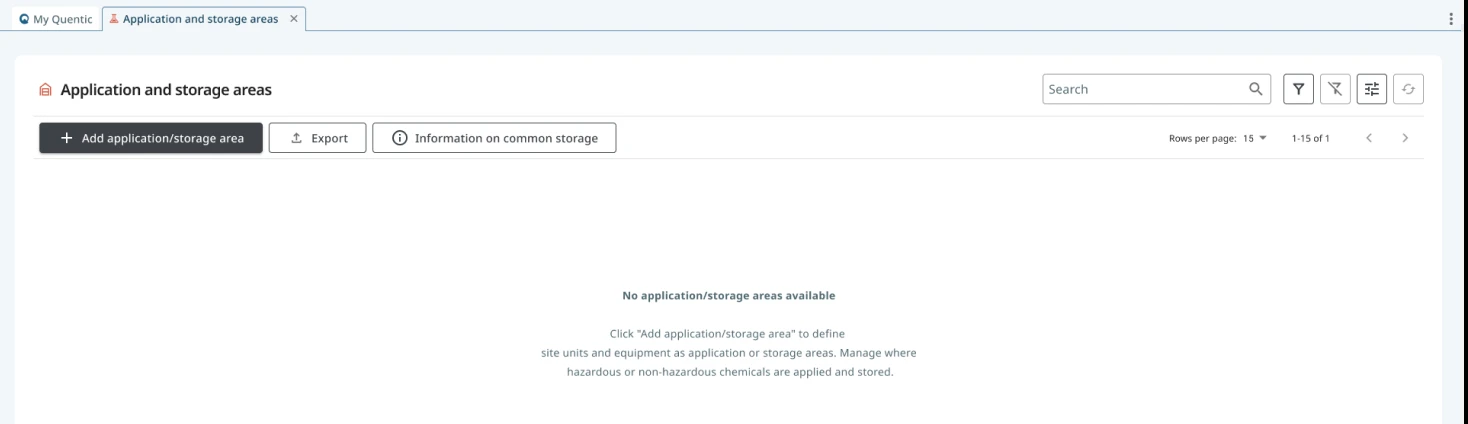 My Quentic
Application and storage areas
Application and storage areas
Search
Add application/storage area
Export
Information on common storage
Rows per page: 15
1-15 of 1
No application/storage areas available
Click "Add application/storage area" to define
site units and equipment as application or storage areas. Manage where
hazardous or non-hazardous chemicals are applied and stored.